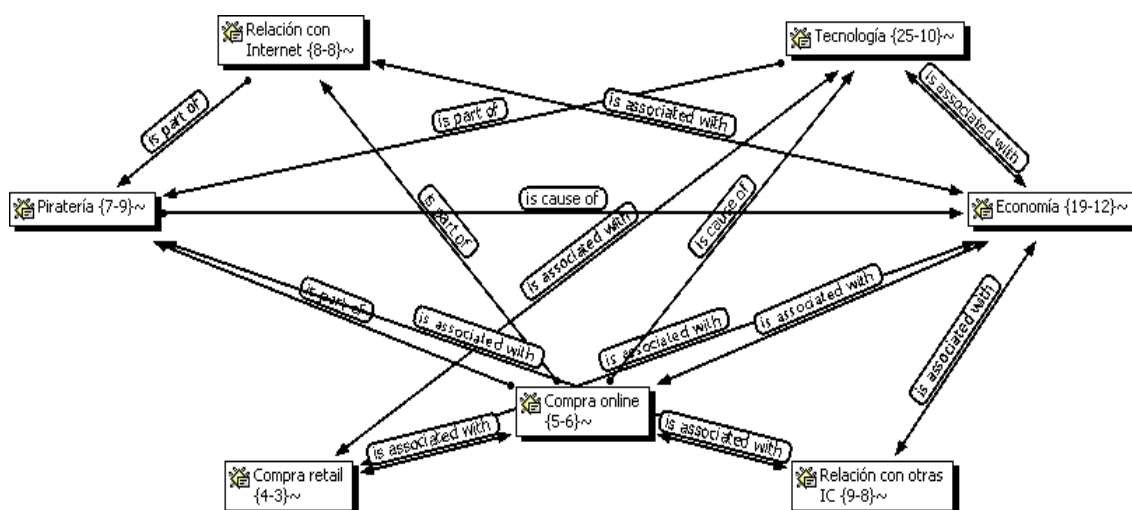 Relación con
Internet {8-8}~
Tecnología {25-10}~
is part of
is part of
is associated with
is associated with
Piratería {7-9}~
is cause of
Economía {19-12}~
is part of
is associated with
is cause of
is part of
is associated with
is associated with
is associated with
is associated with
Compra online
{5-6}~
is associated with
is associated with
Compra retail
{4-3}~
Relación con otras
IC {9-8}~